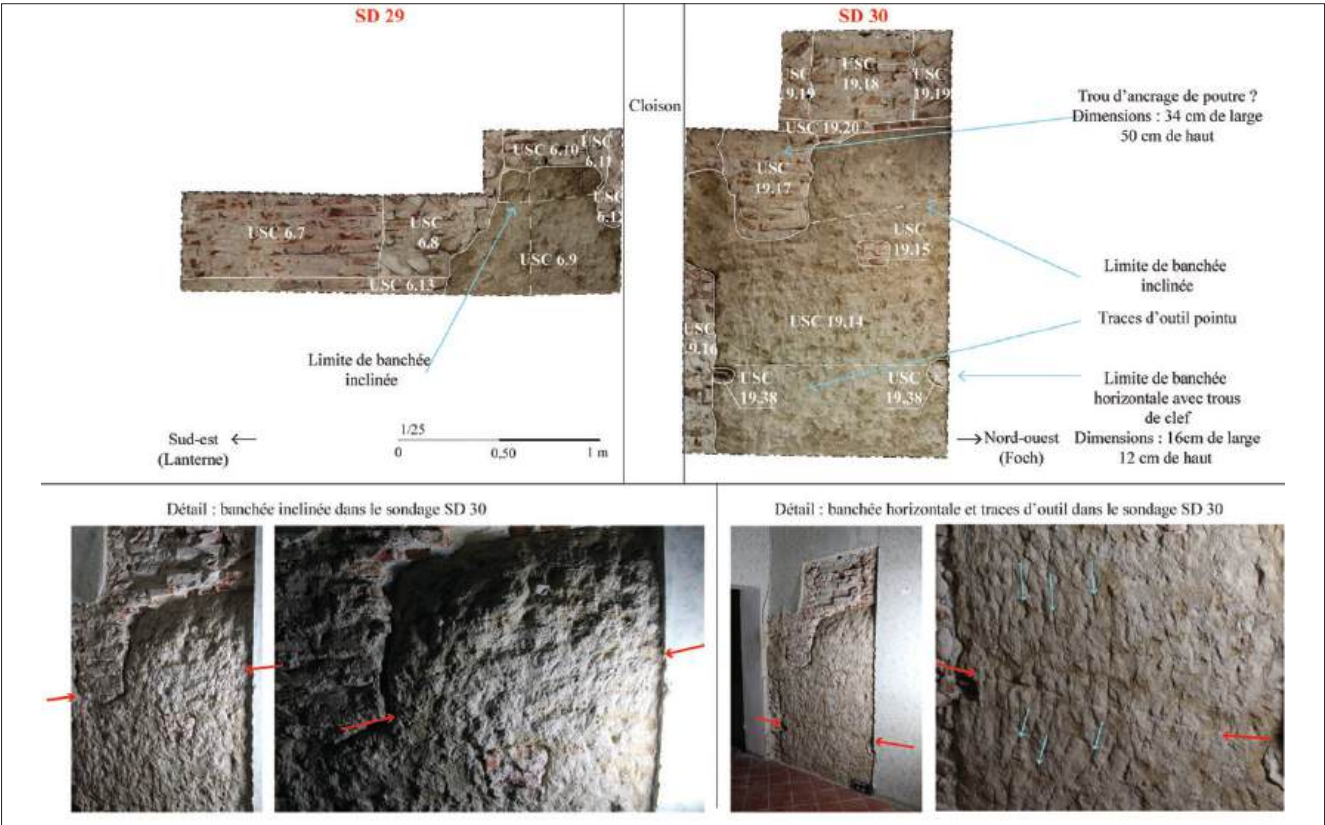 SD 29
SD 30
Cloison
USC
19.19
USC
19.18
USC
19.19
USC 19.20
USC
19.17
USC
19.15
USC 19.14
USC
19.16
USC
19.38
USC
19.38
USC 6.10
USC
6.11
USC
6.12
USC 6.7
USC
6.8
USC 6.9
USC 6.13
Trou d'ancrage de poutre ?
Dimensions : 34 cm de large
50 cm de haut
Limite de banchée
inclinée
Traces d'outil pointu
Limite de banchée
horizontale avec trous
de clef
Dimensions : 16cm de large
12 cm de haut
Limite de banchée
inclinée
Sud-est ←
(Lanterne)
1/25
0 0,50 1 m
→ Nord-ouest
(Foch)
Détail : banchée inclinée dans le sondage SD 30
Détail : banchée horizontale et traces d'outil dans le sondage SD 30